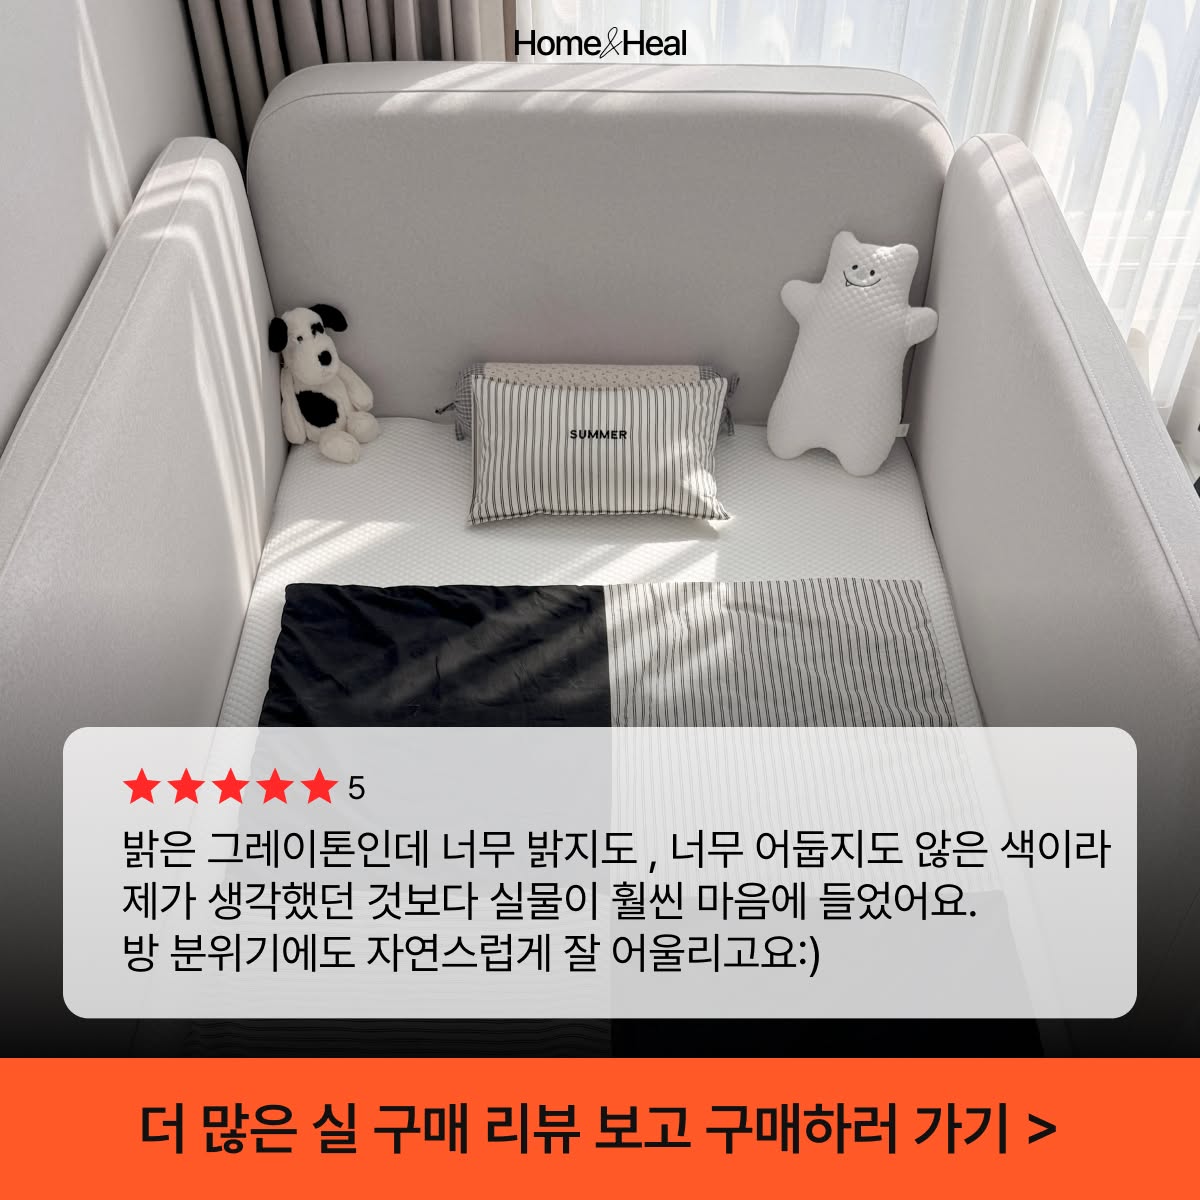 Home&Heal
SUMMER
5
밝은 그레이톤인데 너무 밝지도 , 너무 어둡지도 않은 색이라
제가 생각했던 것보다 실물이 훨씬 마음에 들었어요.
방 분위기에도 자연스럽게 잘 어울리고요:)
더 많은 실 구매 리뷰 보고 구매하러 가기 >